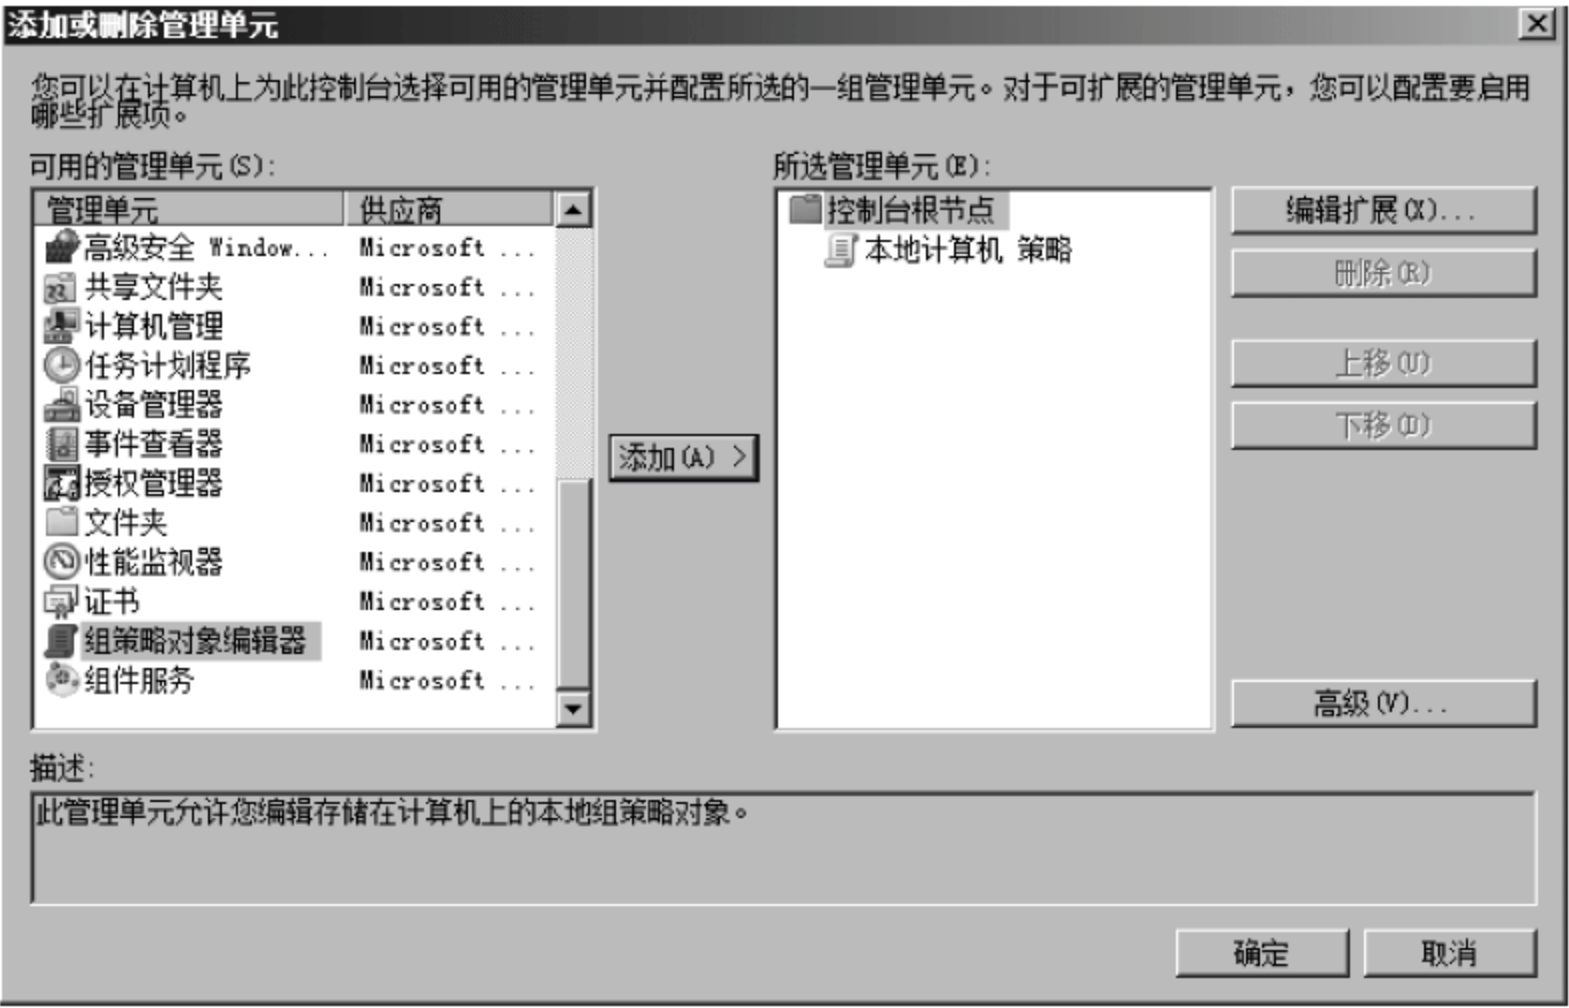 添加或删除管理单元
您可以在计算机上为此控制台选择可用的管理单元并配置所选的一组管理单元。对于可扩展的管理单元，您可以配置要启用
哪些扩展项。
可用的管理单元(S):
管理单元 供应商
高级安全 Window... Microsoft ...
共享文件夹 Microsoft ...
计算机管理 Microsoft ...
任务计划程序 Microsoft ...
设备管理器 Microsoft ...
事件查看器 Microsoft ...
授权管理器 Microsoft ...
文件夹 Microsoft ...
性能监视器 Microsoft ...
证书 Microsoft ...
组策略对象编辑器 Microsoft ...
组件服务 Microsoft ...
添加(A) >
所选管理单元(E):
控制台根节点
本地计算机 策略
编辑扩展(X)...
删除(R)
上移(U)
下移(D)
高级(V)...
描述:
此管理单元允许您编辑存储在计算机上的本地组策略对象。
确定
取消